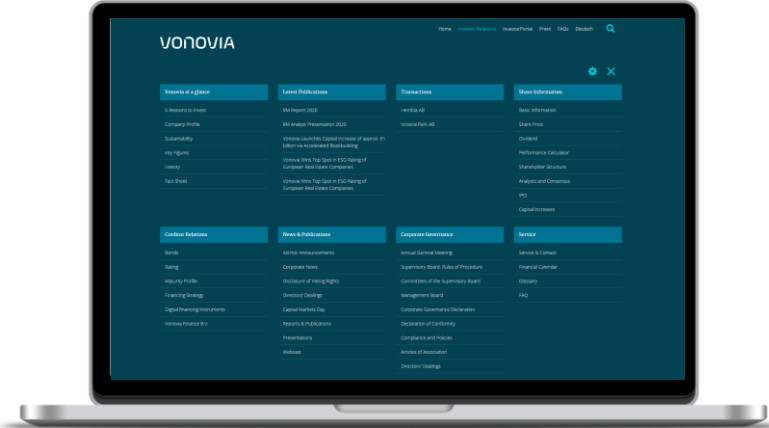 VONOVIA
Home Investor Relations InvestorPortal Press FAQs Deutsch
Vonovia at a glance
5 Reasons to Invest
Company Profile
Sustainability
Key Figures
History
Fact Sheet
Latest Publications
6M Report 2020
6M Analyst Presentation 2020
Vonovia Launches Capital Increase of approx. €1
billion via Accelerated Bookbuilding
Vonovia Wins Top Spot in ESG Rating of
European Real Estate Companies
Vonovia Wins Top Spot in ESG Rating of
European Real Estate Companies
Transactions
Hembla AB
Victoria Park AB
Share Information
Basic Information
Share Price
Dividend
Performance Calculator
Shareholder Structure
Analysts and Consensus
IPO
Capital Increases
Creditor Relations
Bonds
Rating
Maturity Profile
Financing Strategy
Digital Financing Instruments
Vonovia Finance B.V.
News & Publications
Ad Hoc Announcements
Corporate News
Disclosure of Voting Rights
Directors' Dealings
Capital Markets Day
Reports & Publications
Presentations
Webcast
Corporate Governance
Annual General Meeting
Supervisory Board, Rules of Procedure
Committees of the Supervisory Board
Management Board
Corporate Governance Declaration
Declaration of Conformity
Compliance and Policies
Articles of Association
Directors' Dealings
Service
Service & Contact
Financial Calendar
Glossary
FAQ